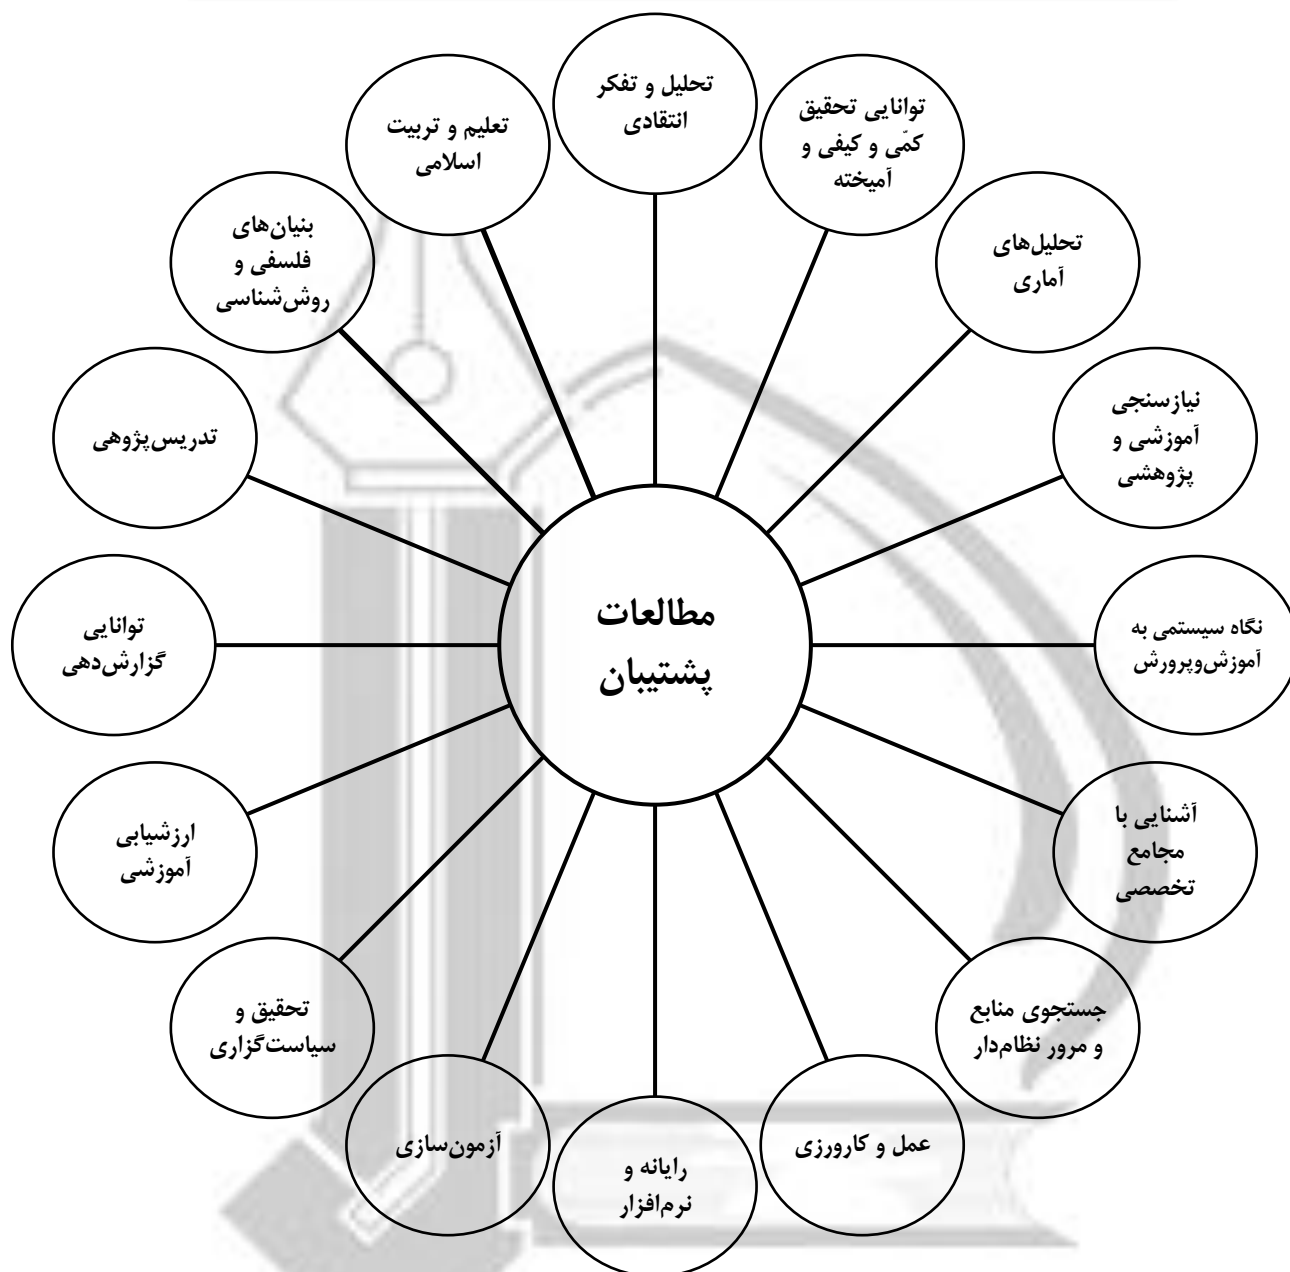 تحلیل و تفکر
انتقادی
توانایی تحقیق
کمّی و کیفی و
آمیخته
تحلیل‌های
آماری
نیازسنجی
آموزشی و
پژوهشی
نگاه سیستمی به
آموزش‌وپرورش
آشنایی با
مجامع
تخصصی
جستجوی منابع
و مرور نظام‌دار
عمل و کارورزی
رایانه و
نرم‌افزار
آزمون‌سازی
تحقیق و
سیاست‌گزاری
ارزشیابی
آموزشی
توانایی
گزارش‌دهی
تدریس‌پژوهی
بنیان‌های
فلسفی و
روش‌شناسی
تعلیم و تربیت
اسلامی
مطالعات
پشتیبان